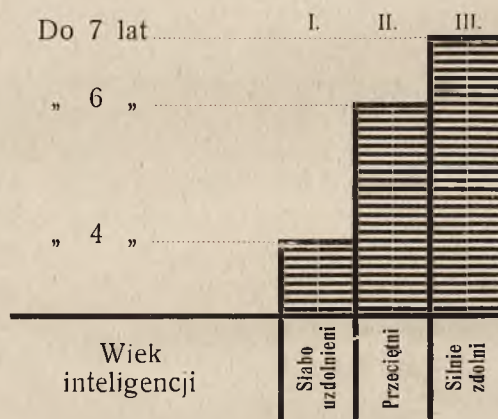 I. II. III.
Do 7 lat
„ 6 „
„ 4 „
Wiek
inteligencji
Słabo
uzdolnieni
Przeciętni
Silnie
zdolni